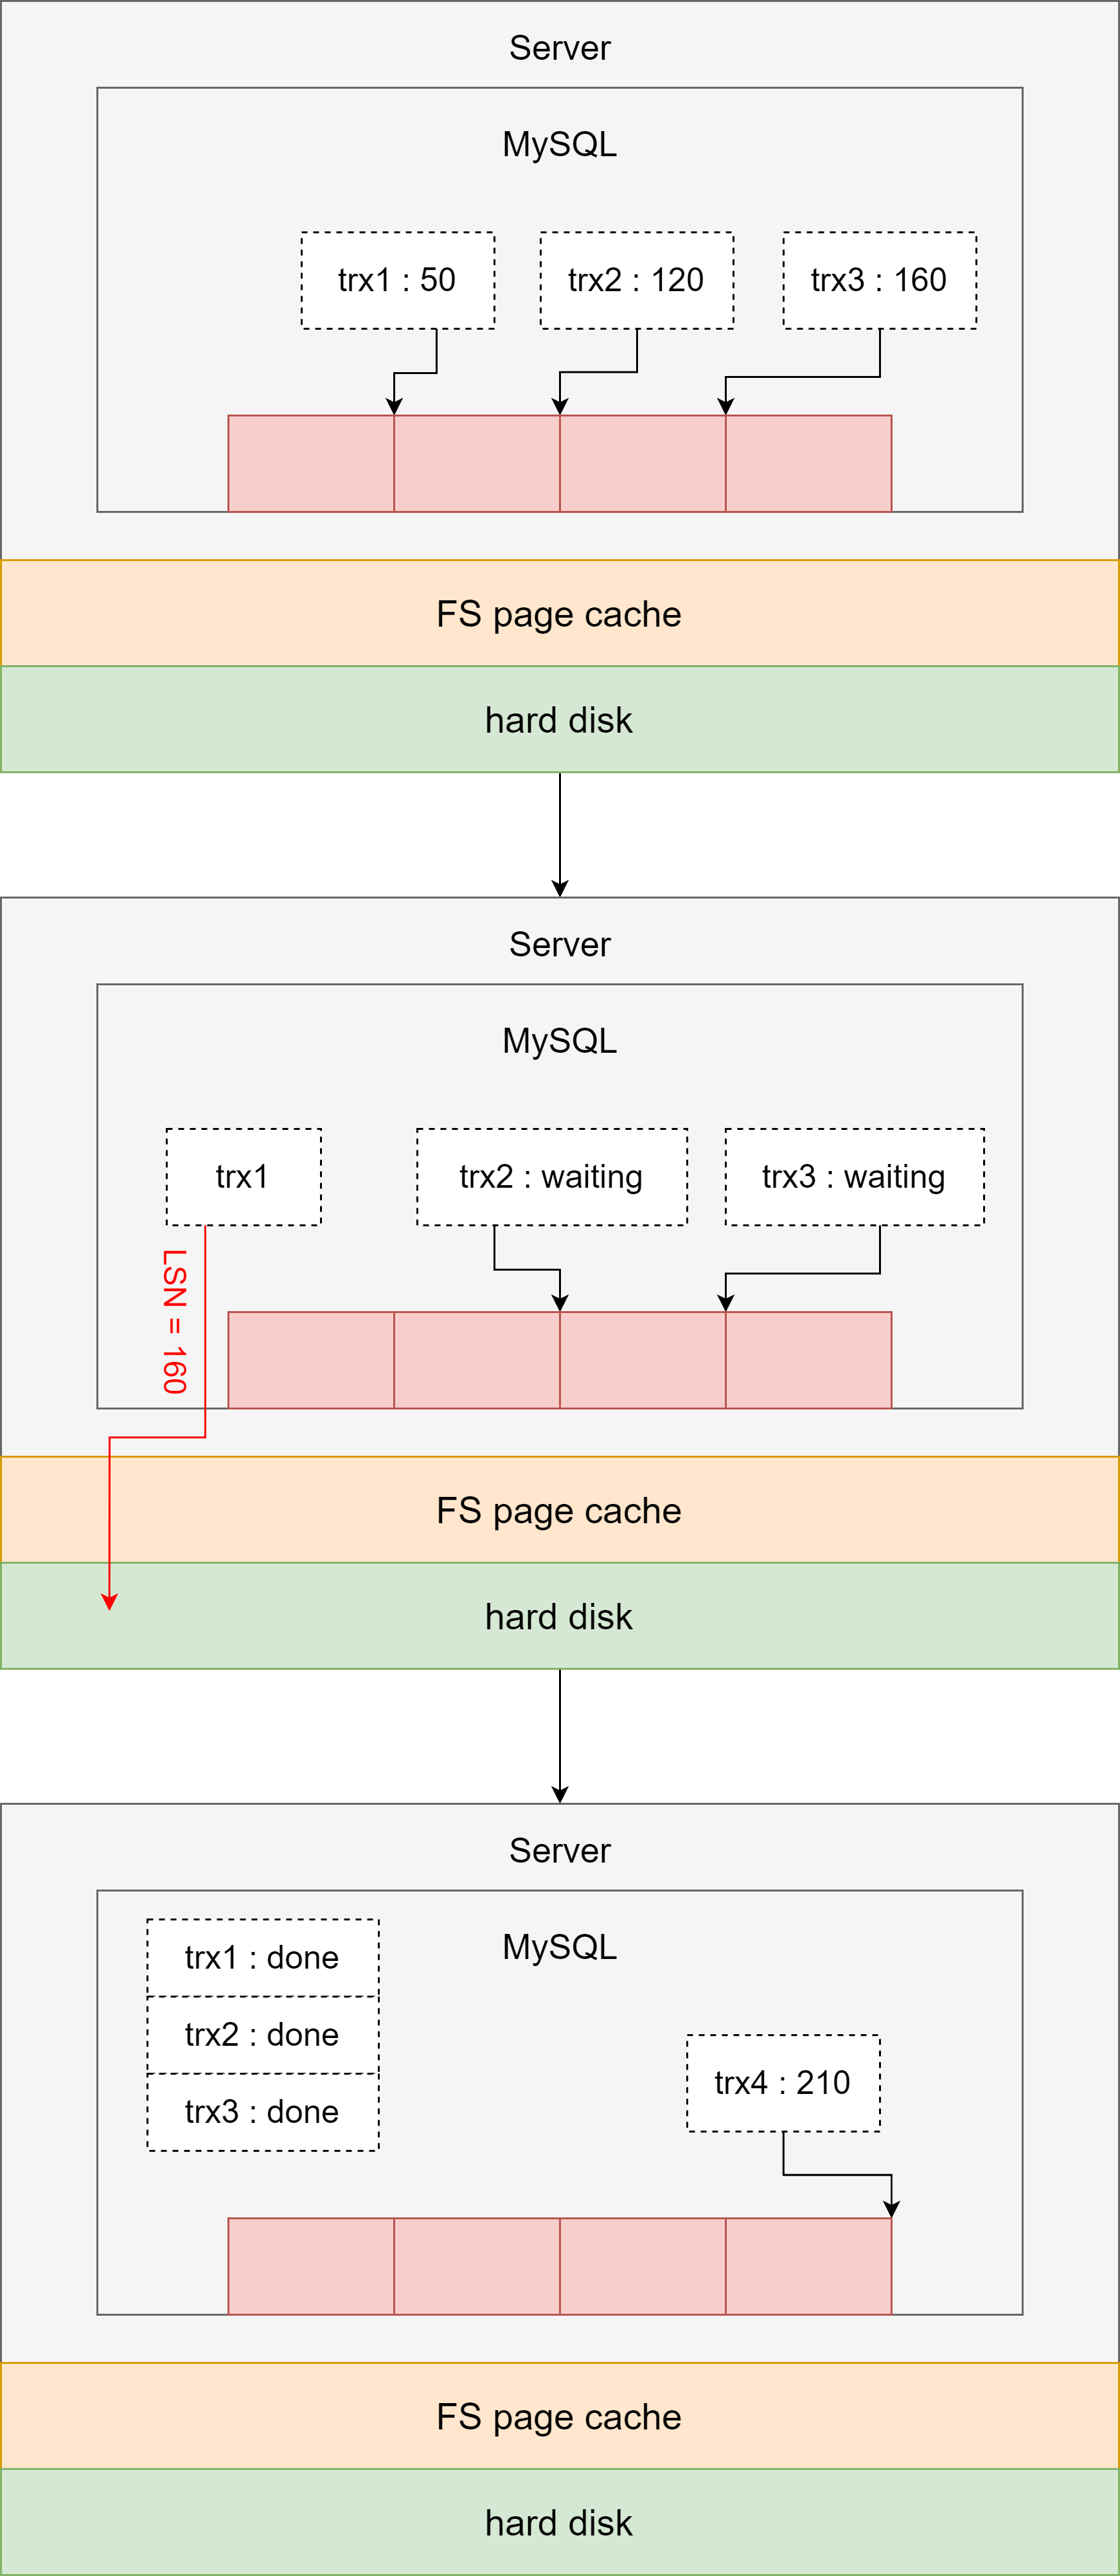 Server
MySQL
trx1 : 50
trx2 : 120
trx3 : 160
FS page cache
hard disk
Server
MySQL
trx1
trx2 : waiting
trx3 : waiting
LSN = 160
FS page cache
hard disk
Server
MySQL
trx1 : done
trx2 : done
trx3 : done
trx4 : 210
FS page cache
hard disk